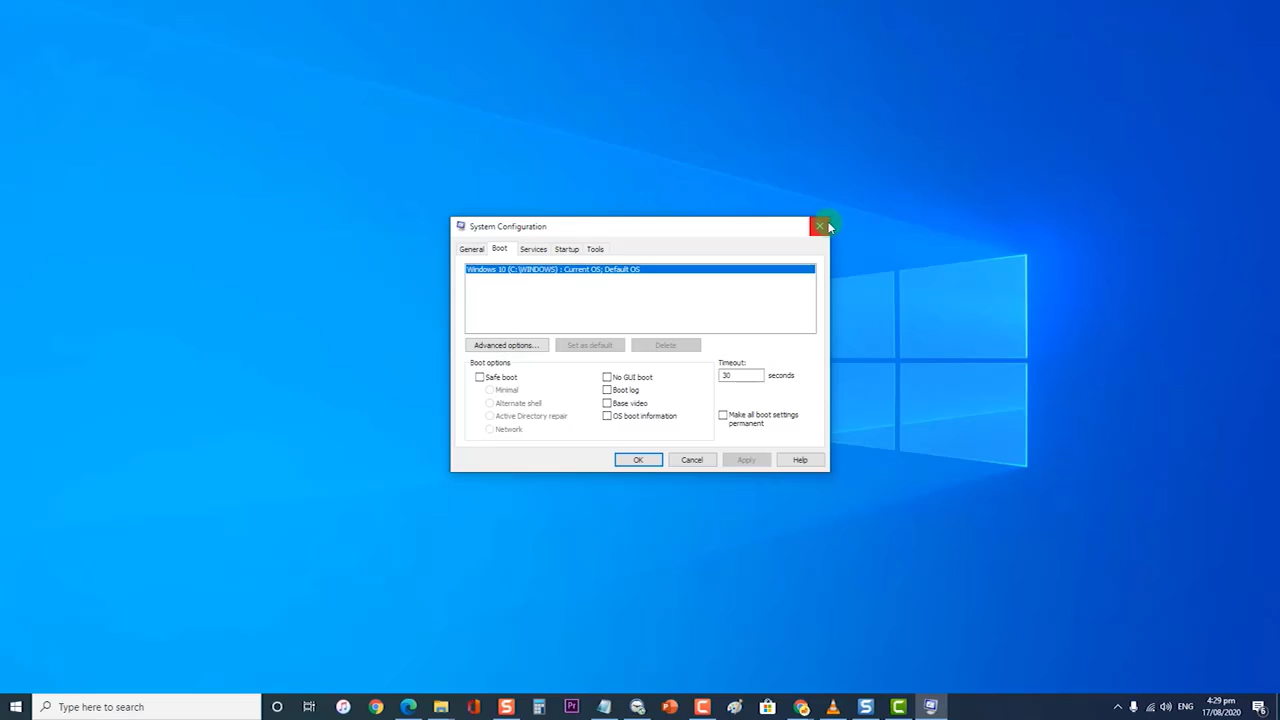 System Configuration
General Boot Services Startup Tools
Windows 10 (C:\WINDOWS) : Current OS; Default OS
Advanced options... Set as default Delete
Boot options
Timeout:
Safe boot No GUI boot 30 seconds
Minimal Boot log
Alternate shell Base video
Active Directory repair OS boot information Make all boot settings
permanent
Network
OK Cancel Apply Help
Type here to search
ENG
4:29 pm
17/08/2020